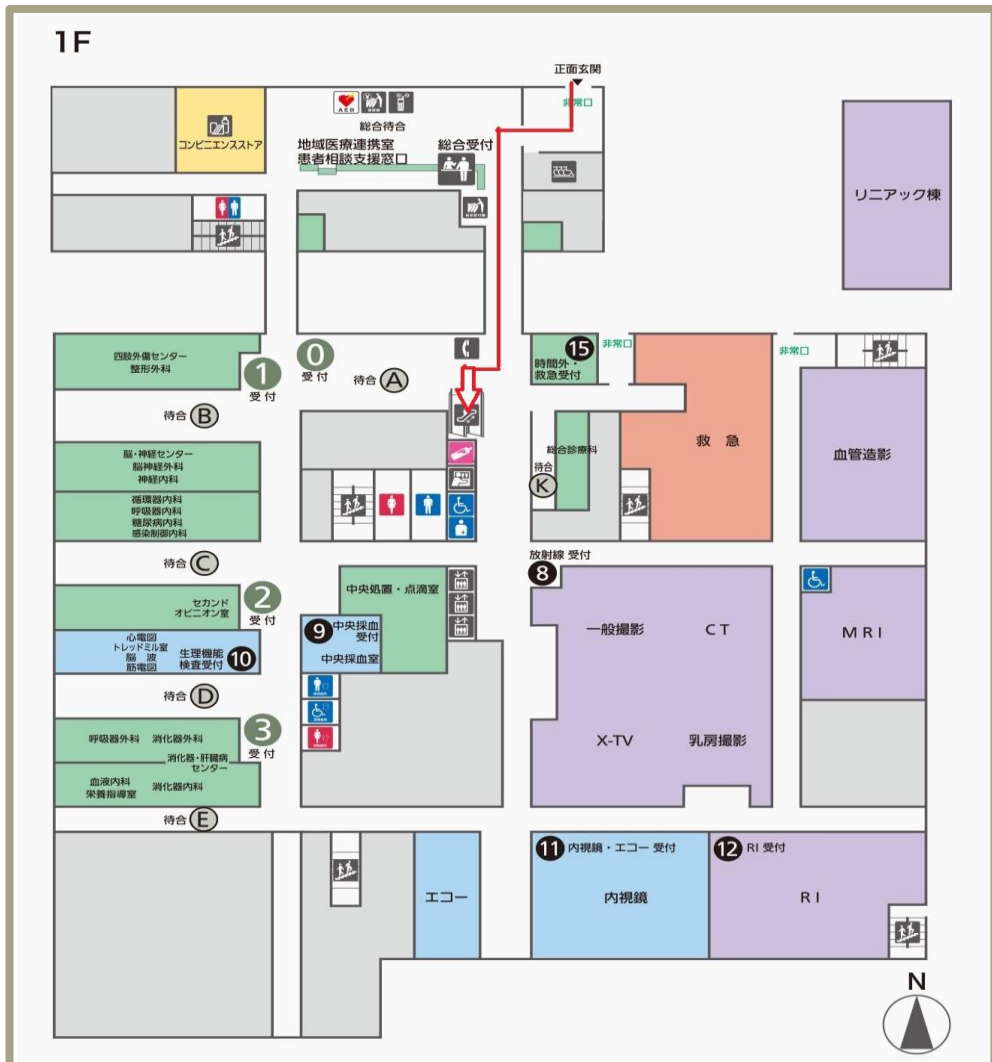 1F
正面玄関
非常口
AED
総合待合
コンビニエンスストア
地域医療連携室
患者相談支援窓口
総合受付
リニアック棟
四肢外傷センター
整形外科
1
受付
0
受付
待合 A
15
時間外・
救急受付
非常口
非常口
待合 B
救急
血管造影
総合診療科
待合
K
脳・神経センター
脳神経外科
神経内科
循環器内科
呼吸器内科
糖尿病内科
感染制御内科
待合 C
放射線 受付
8
セカンド
オピニオン室
2
受付
中央処置・点滴室
9 中央採血
受付
中央採血室
一般撮影
CT
MRI
心電図
トレッドミル室
脳波
筋電図
生理機能
検査受付
10
待合 D
呼吸器外科 消化器外科
3
受付
消化器・肝臓病
センター
血液内科
栄養指導室
消化器内科
X-TV
乳房撮影
待合 E
11 内視鏡・エコー 受付
12 RI 受付
エコー
内視鏡
RI
N